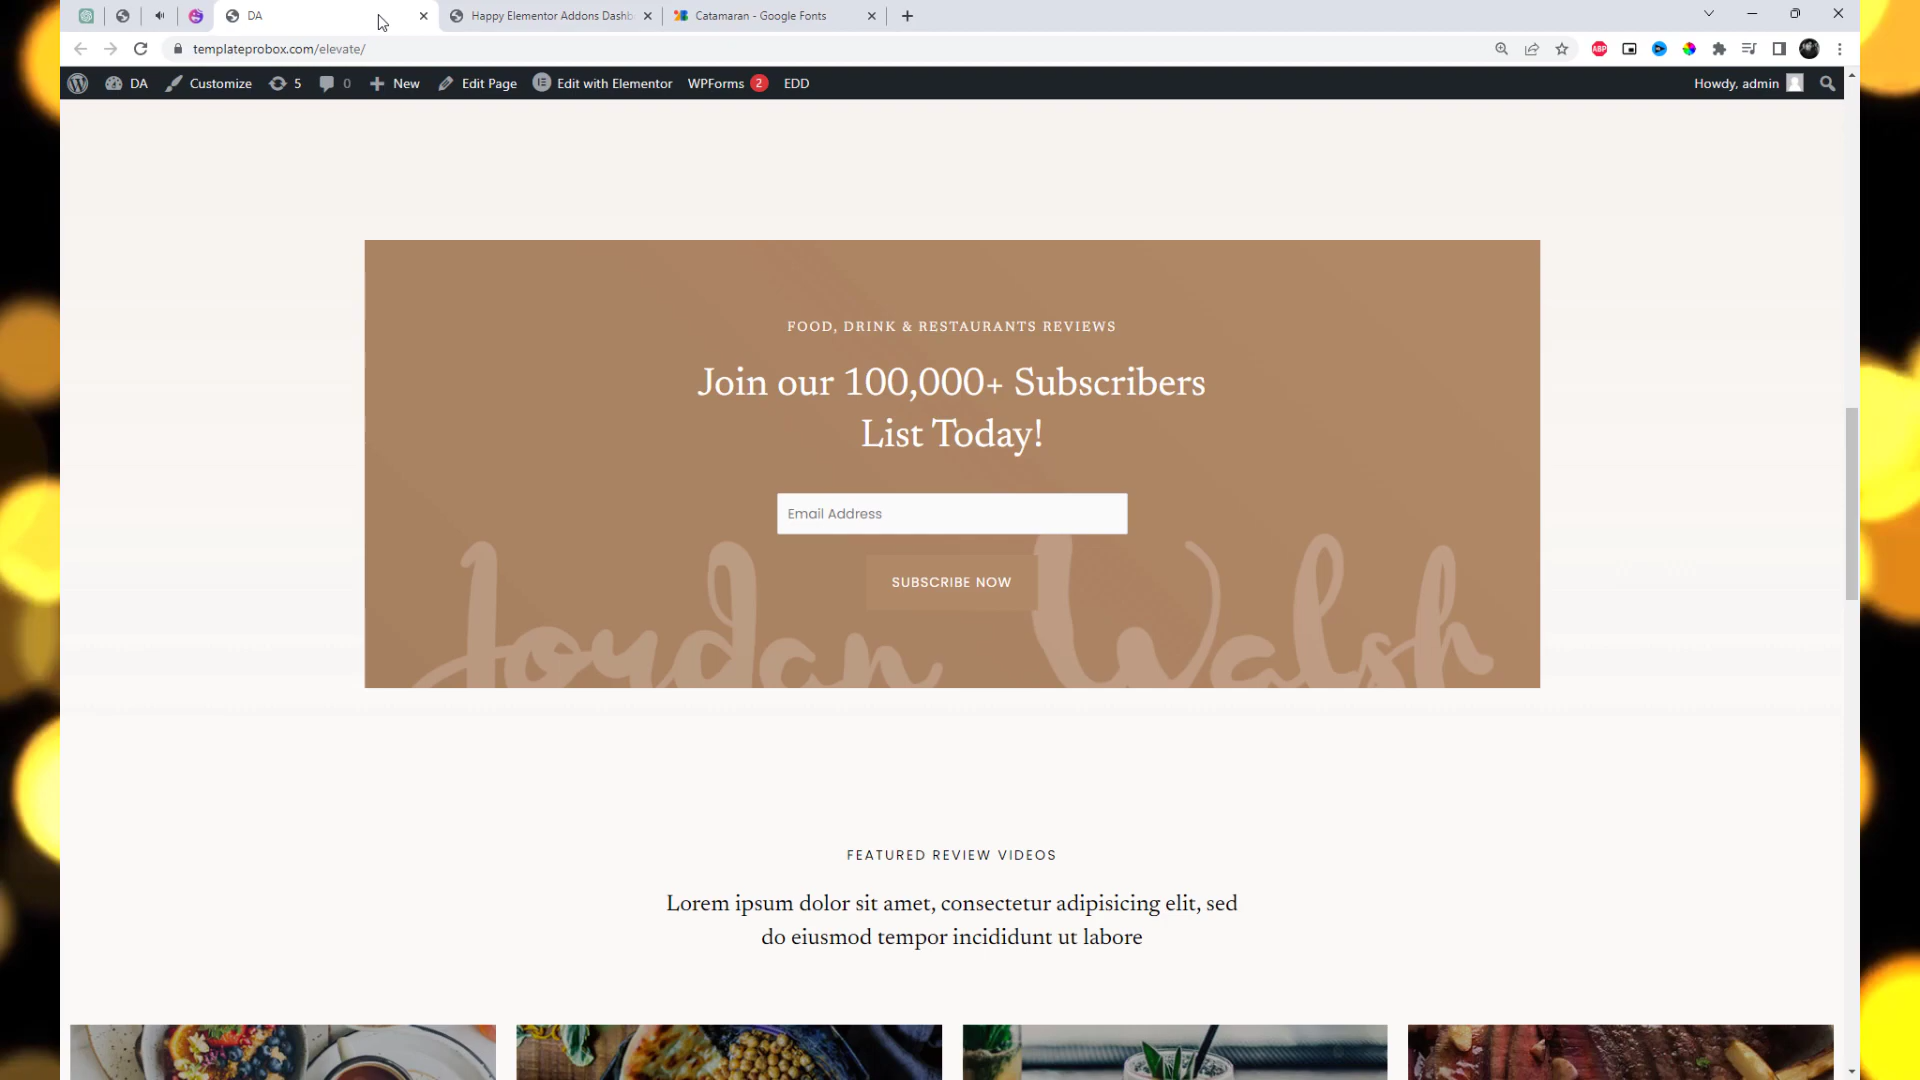 DA
Happy Elementor Addons Dashb
Catamaran - Google Fonts
templateprobox.com/elevate/
ABP
DA
Customize
5
0
New
Edit Page
Edit with Elementor
WPForms 2
EDD
Howdy, admin
FOOD, DRINK & RESTAURANTS REVIEWS
Join our 100,000+ Subscribers
List Today!
Email Address
SUBSCRIBE NOW
Jordan Walsh
FEATURED REVIEW VIDEOS
Lorem ipsum dolor sit amet, consectetur adipisicing elit, sed
do eiusmod tempor incididunt ut labore